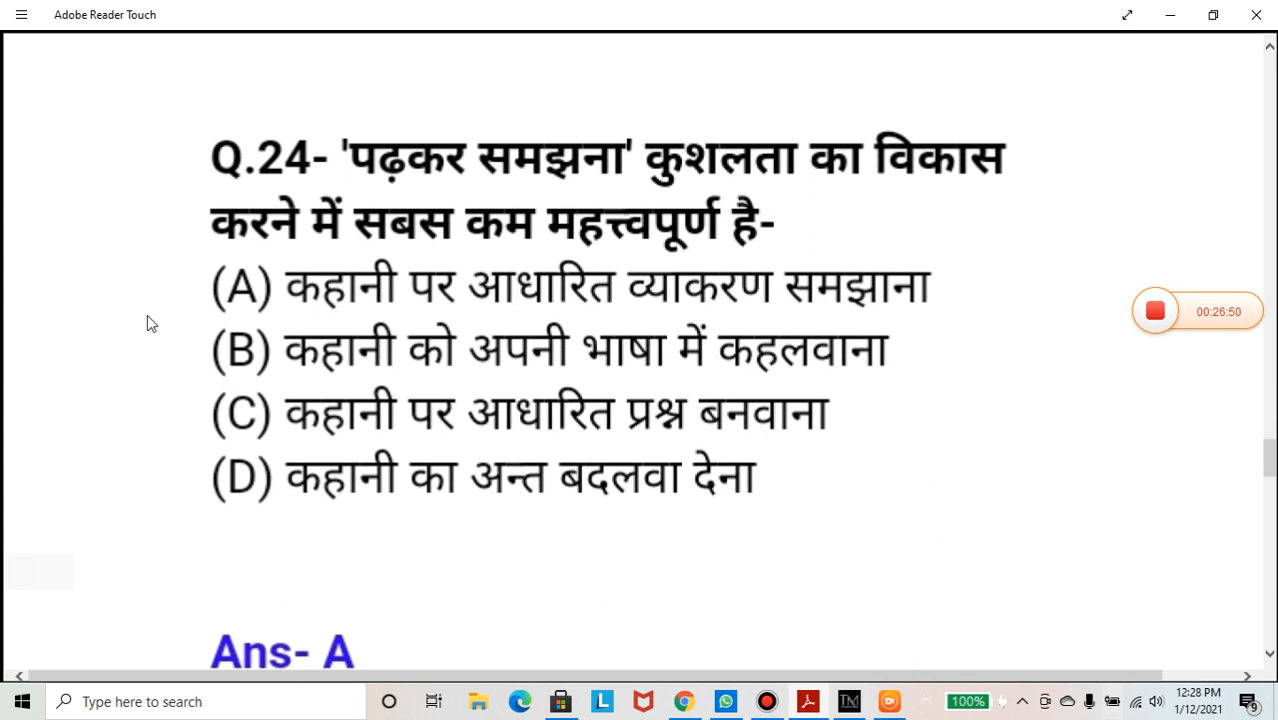 Adobe Reader Touch
Q.24- 'पढ़कर समझना' कुशलता का विकास
करने में सबस कम महत्त्वपूर्ण है-
(A) कहानी पर आधारित व्याकरण समझाना
(B) कहानी को अपनी भाषा में कहलवाना
(C) कहानी पर आधारित प्रश्न बनवाना
(D) कहानी का अन्त बदलवा देना
00:26:50
Ans- A
Type here to search
L
TM
100%
12:28 PM
1/12/2021
9